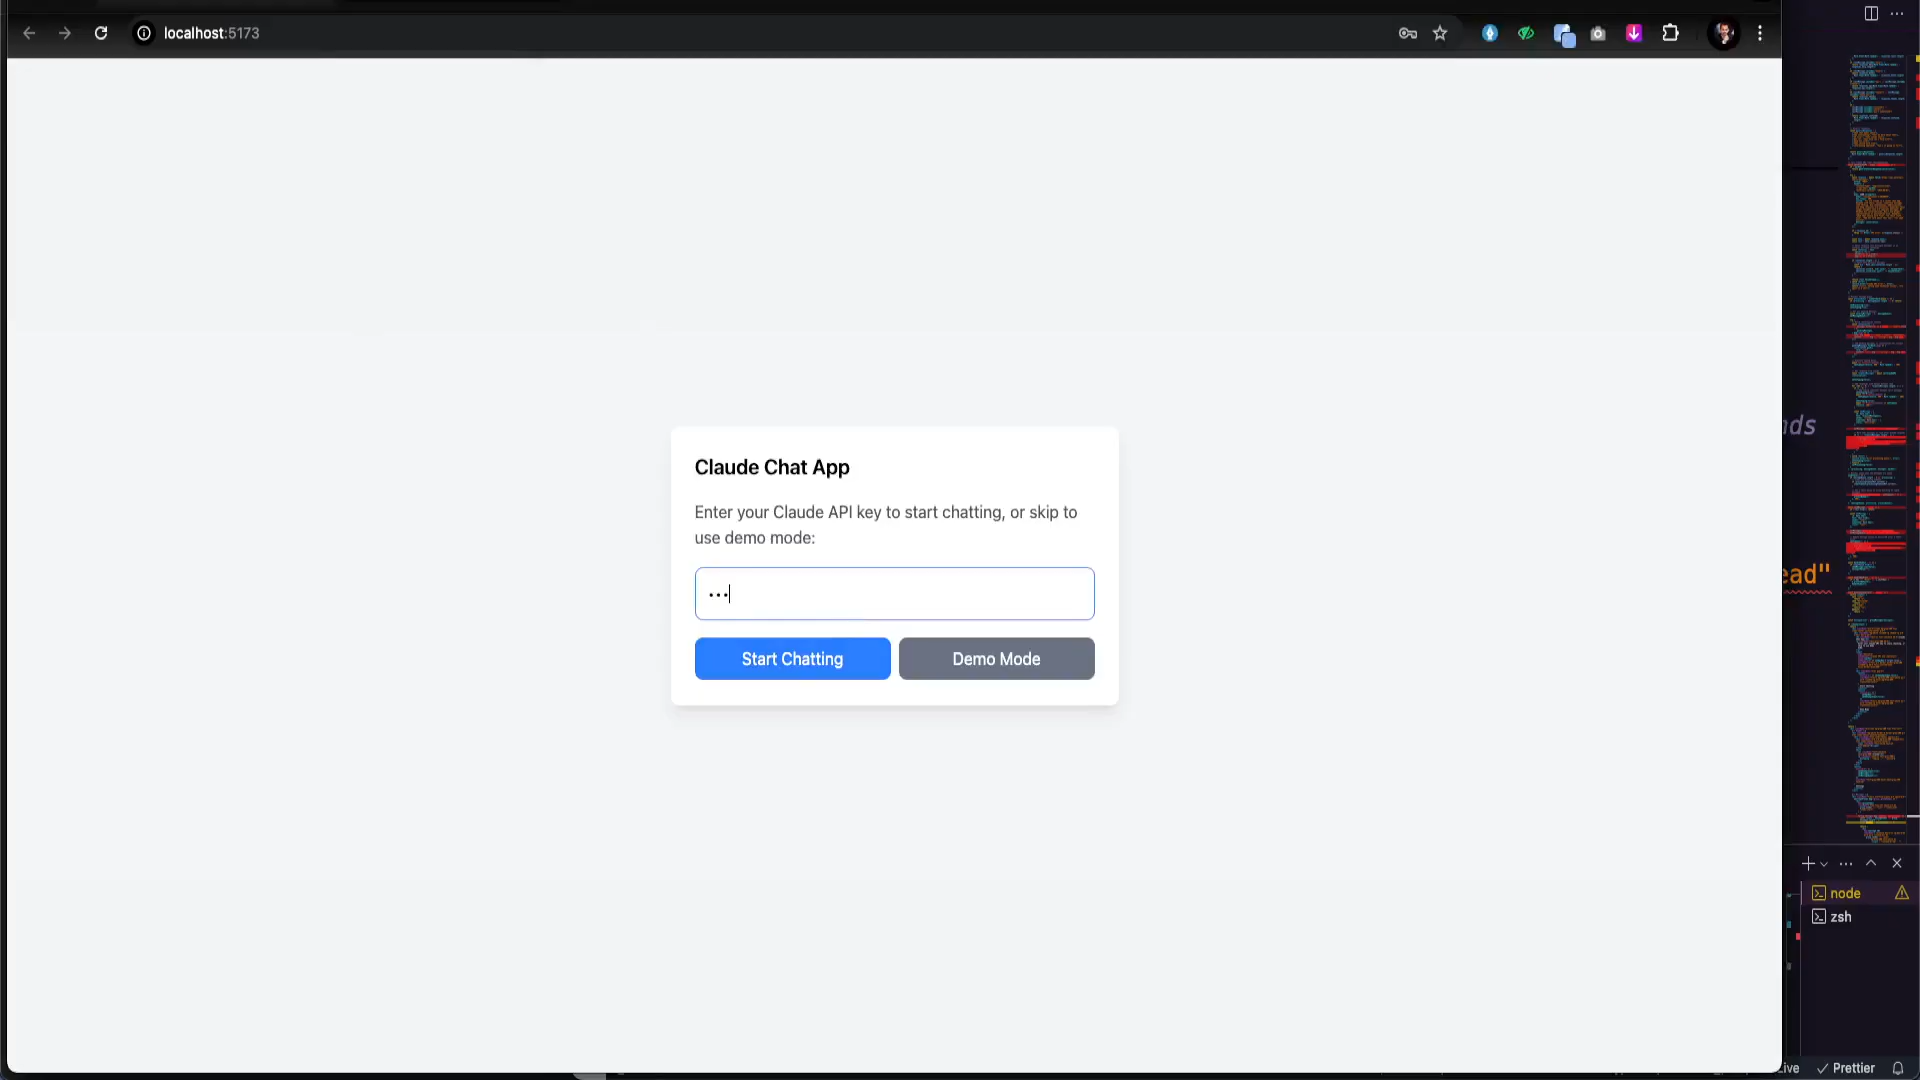 localhost:5173
Claude Chat App
Enter your Claude API key to start chatting, or skip to
use demo mode:
Start Chatting
Demo Mode
nds
ead"
node
zsh
Prettier